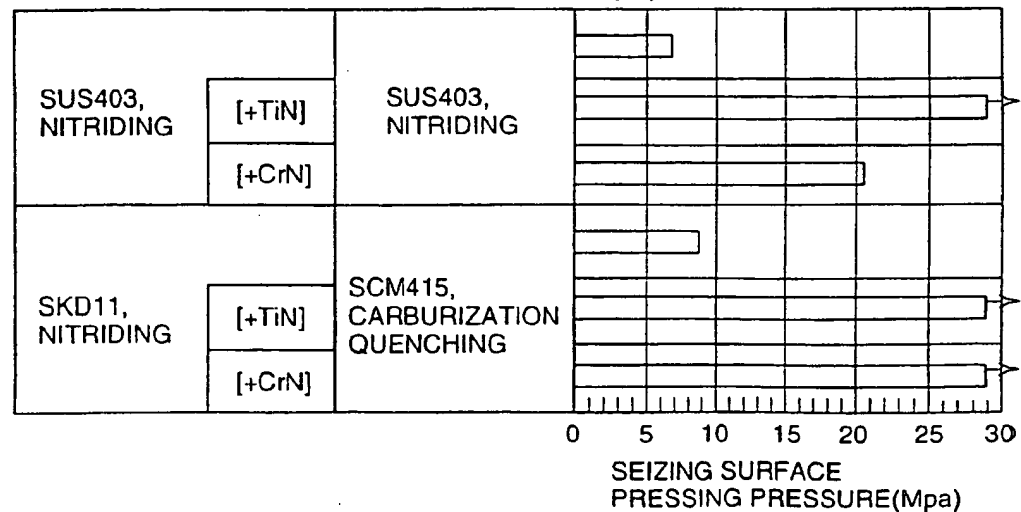 SUS403,
NITRIDING
[+TiN]
[+CrN]
SUS403,
NITRIDING
SKD11,
NITRIDING
[+TiN]
[+CrN]
SCM415,
CARBURIZATION
QUENCHING
0 5 10 15 20 25 30
SEIZING SURFACE
PRESSING PRESSURE(Mpa)